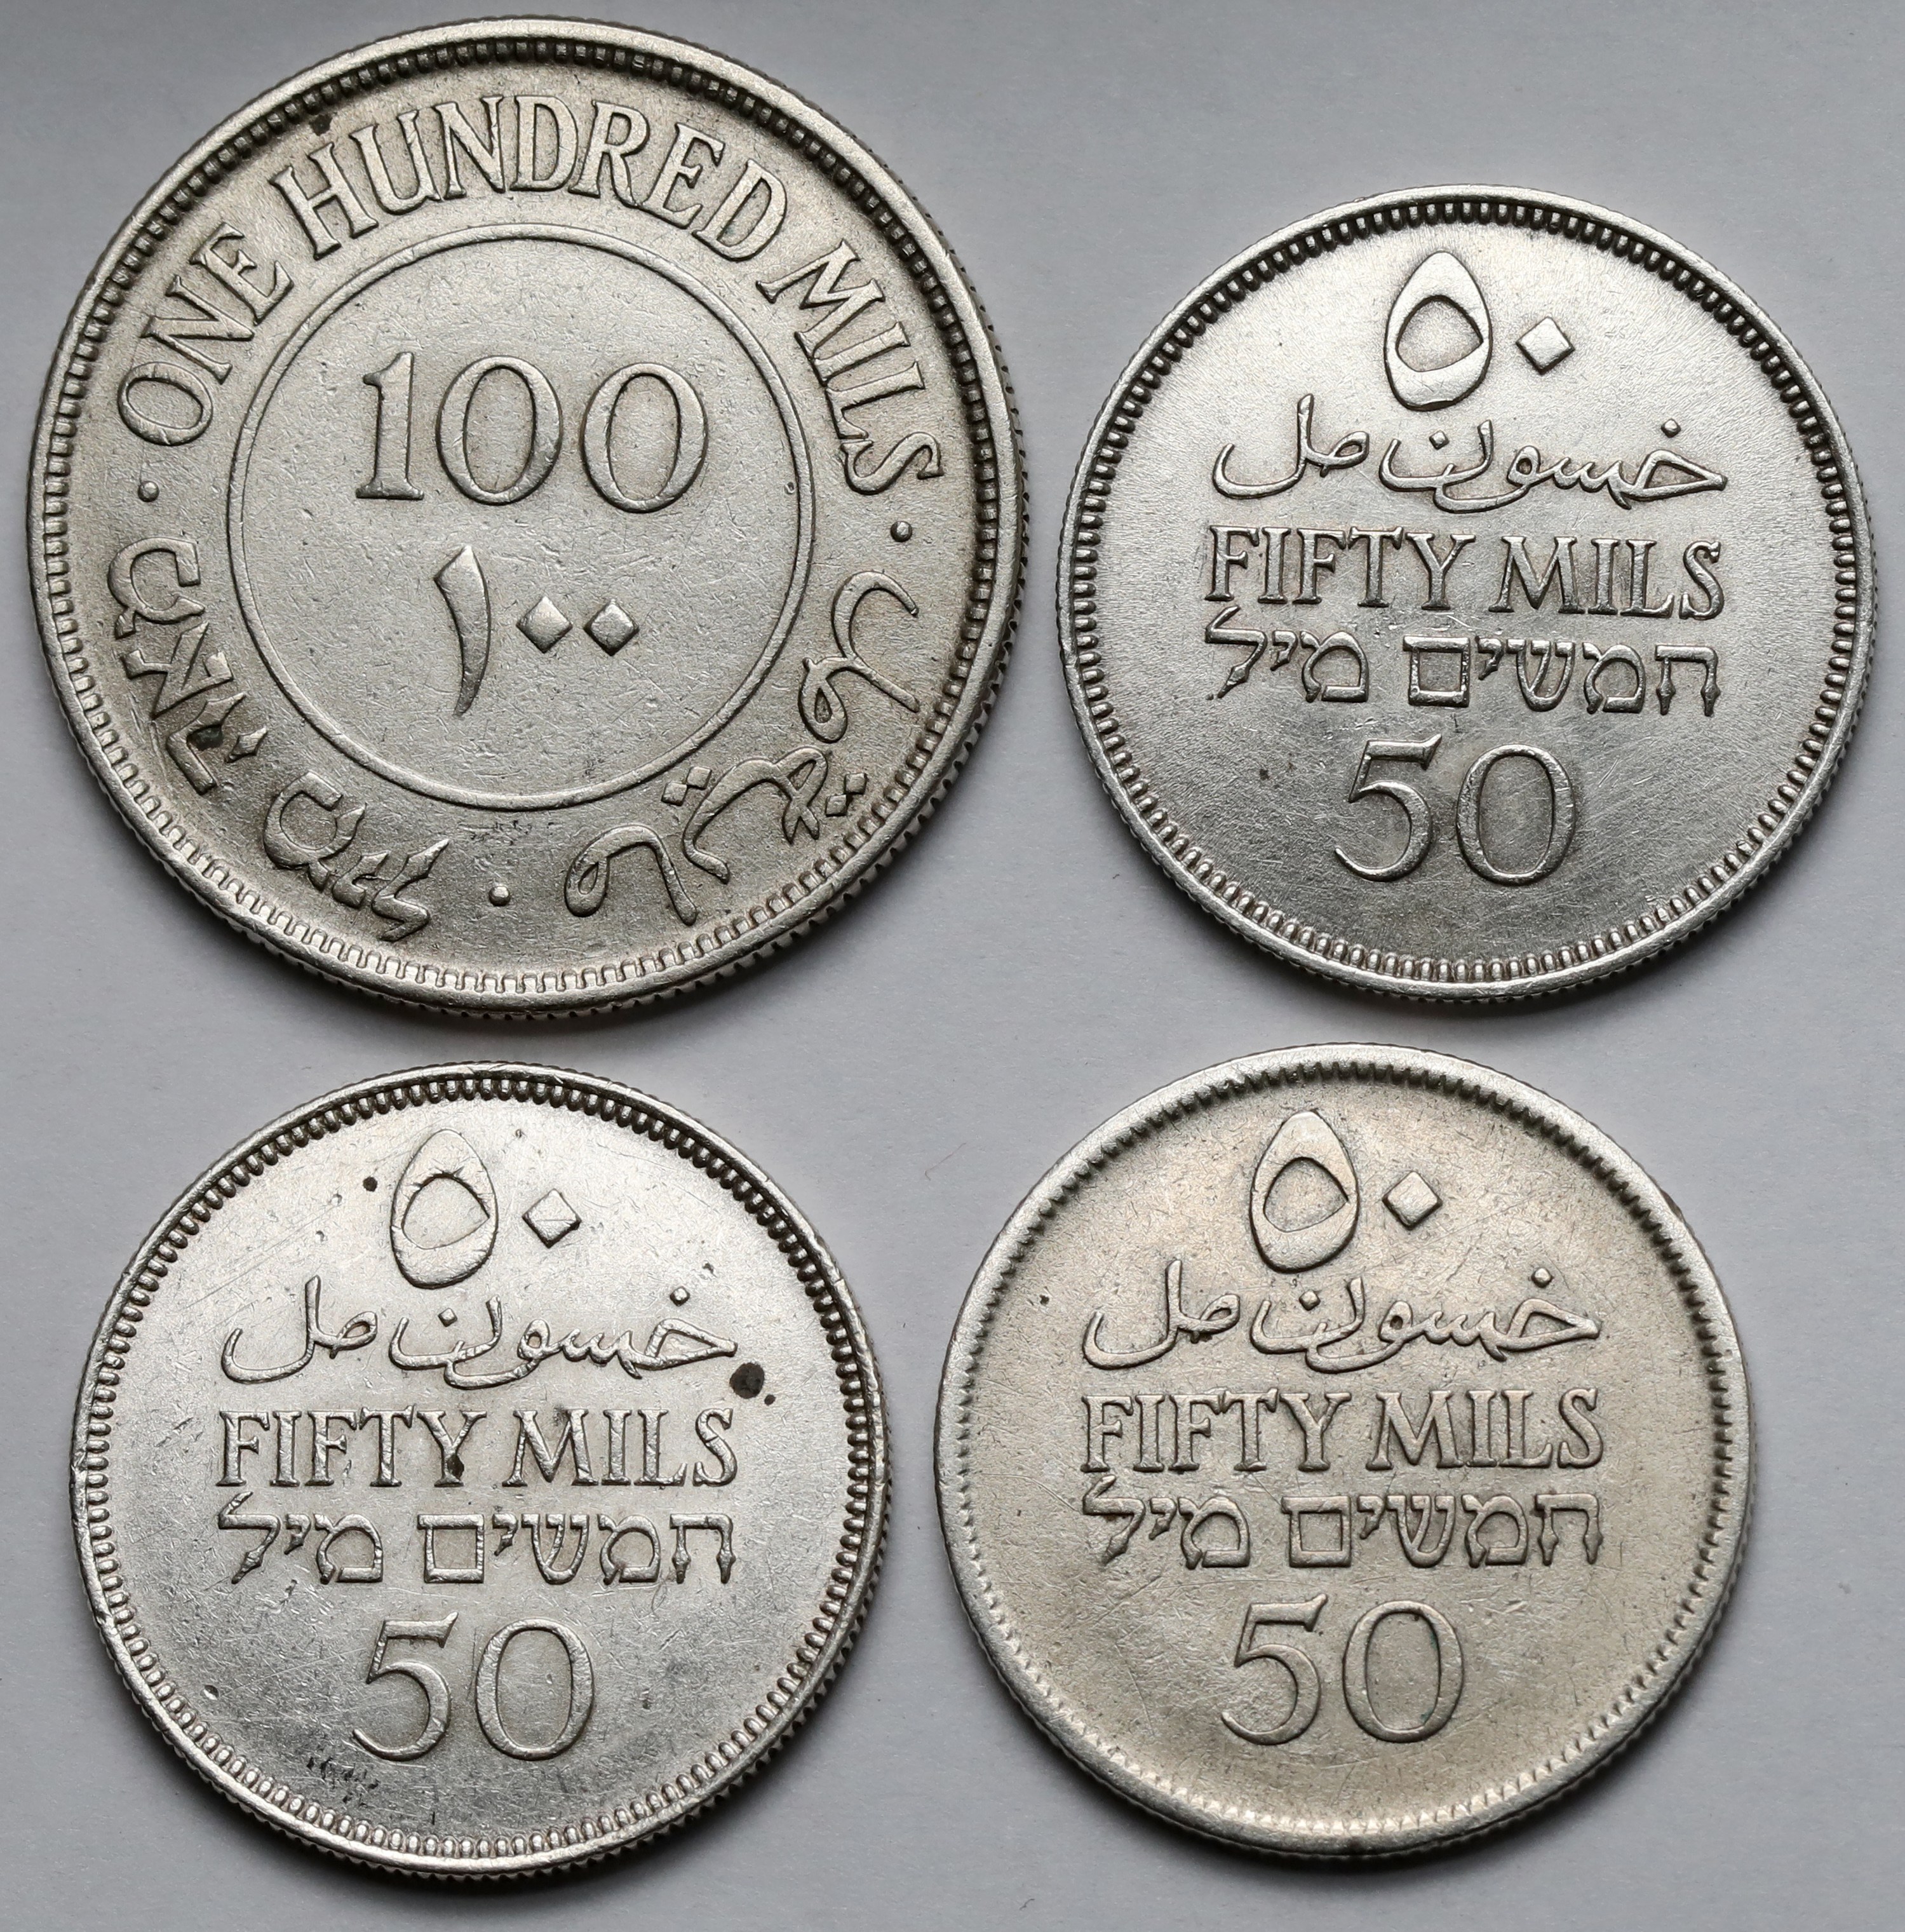 ONE HUNDRED MILS
100
١٠٠
מאה מיל
مئة مل
٥٠
خمسون مل
FIFTY MILS
חמשים מיל
50
٥٠
خمسون مل
FIFTY MILS
חמשים מיל
50
٥٠
خمسون مل
FIFTY MILS
חמשים מיל
50